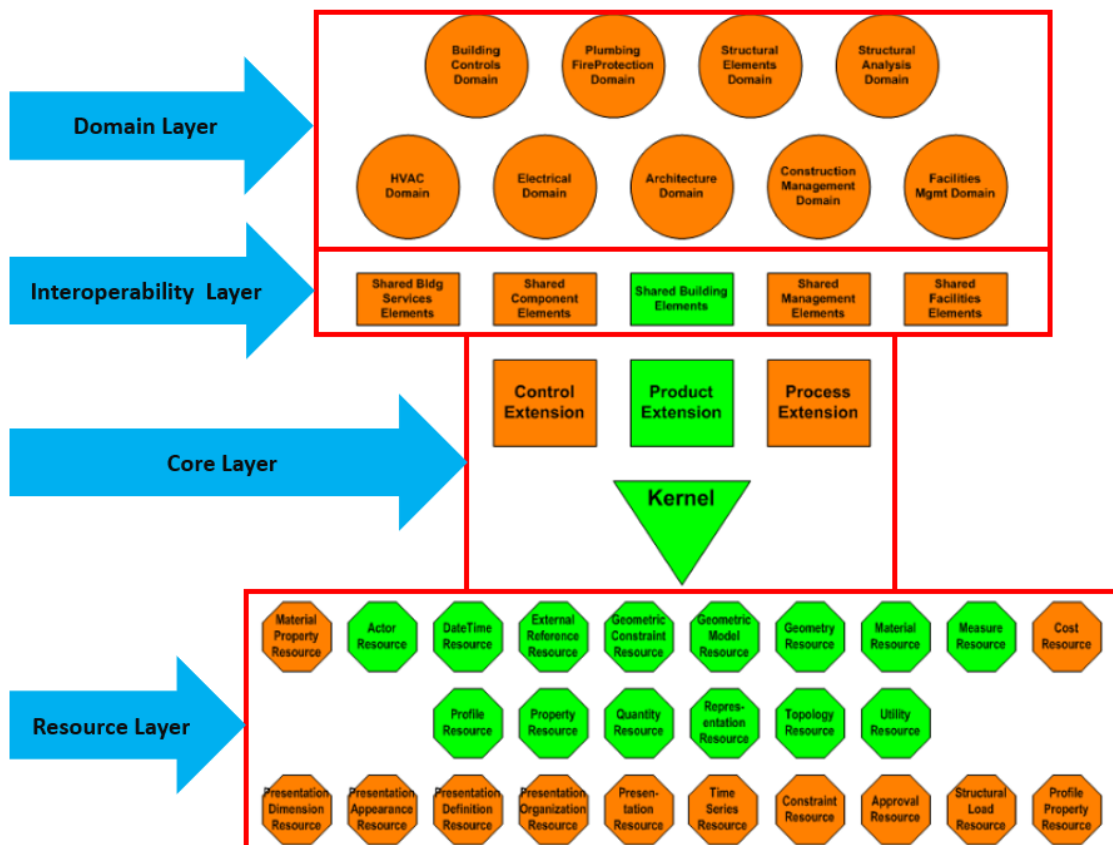 Domain Layer
Building
Controls
Domain
Plumbing
FireProtection
Domain
Structural
Elements
Domain
Structural
Analysis
Domain
HVAC
Domain
Electrical
Domain
Architecture
Domain
Construction
Management
Domain
Facilities
Mgmt Domain
Interoperability Layer
Shared Bldg
Services
Elements
Shared
Component
Elements
Shared Building
Elements
Shared
Management
Elements
Shared
Facilities
Elements
Core Layer
Control
Extension
Product
Extension
Process
Extension
Kernel
Resource Layer
Material
Property
Resource
Actor
Resource
DateTime
Resource
External
Reference
Resource
Geometric
Constraint
Resource
Geometric
Model
Resource
Geometry
Resource
Material
Resource
Measure
Resource
Cost
Resource
Profile
Resource
Property
Resource
Quantity
Resource
Repres-
entation
Resource
Topology
Resource
Utility
Resource
Presentation
Dimension
Resource
Presentation
Appearance
Resource
Presentation
Definition
Resource
Presentation
Organization
Resource
Presen-
tation
Resource
Time
Series
Resource
Constraint
Resource
Approval
Resource
Structural
Load
Resource
Profile
Property
Resource